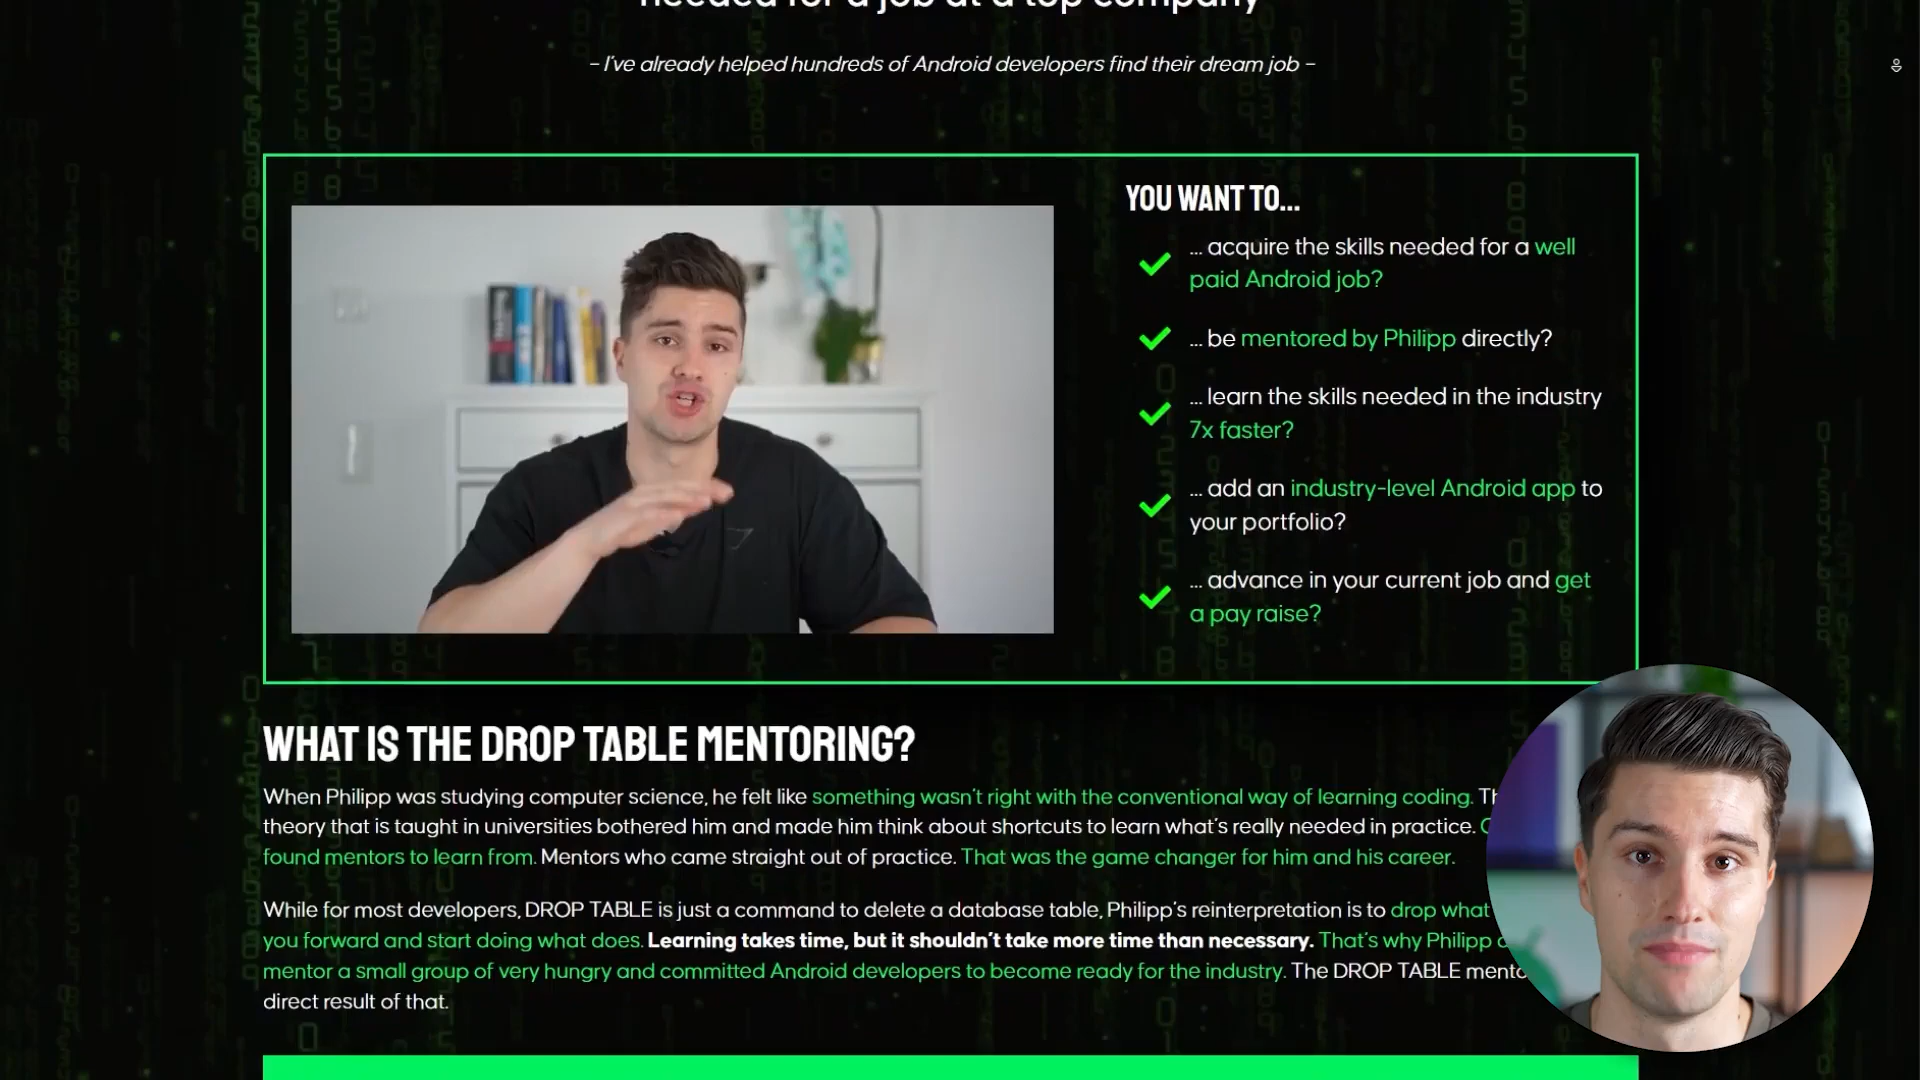 needed for a job at a top company
- I've already helped hundreds of Android developers find their dream job -
YOU WANT TO...
... acquire the skills needed for a well
paid Android job?
... be mentored by Philipp directly?
... learn the skills needed in the industry
7x faster?
... add an industry-level Android app to
your portfolio?
... advance in your current job and get
a pay raise?
WHAT IS THE DROP TABLE MENTORING?
When Philipp was studying computer science, he felt like something wasn't right with the conventional way of learning coding.
theory that is taught in universities bothered him and made him think about shortcuts to learn what's really needed in practice.
found mentors to learn from. Mentors who came straight out of practice. That was the game changer for him and his career.
While for most developers, DROP TABLE is just a command to delete a database table, Philipp's reinterpretation is to drop what
you forward and start doing what does. Learning takes time, but it shouldn't take more time than necessary. That's why Philipp
mentor a small group of very hungry and committed Android developers to become ready for the industry. The DROP TABLE
direct result of that.